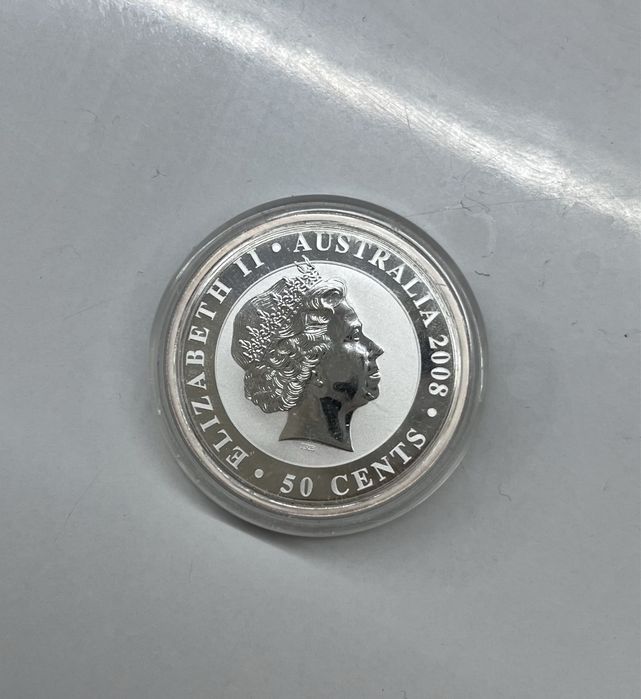 ELIZABETH II • AUSTRALIA 2008 •
50 CENTS •